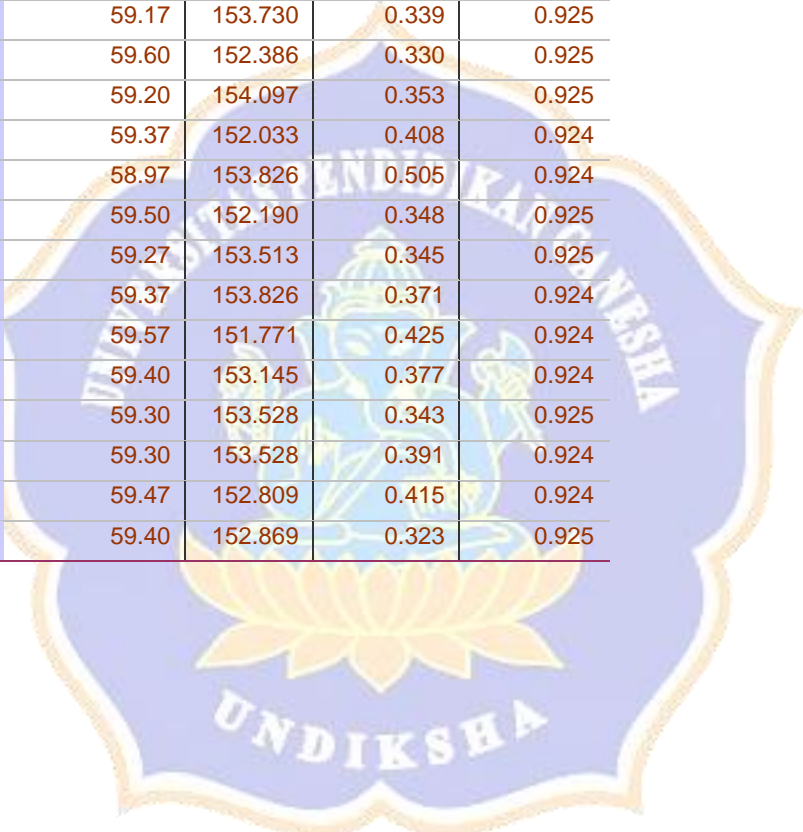 59.17 153.730 0.339 0.925
59.60 152.386 0.330 0.925
59.20 154.097 0.353 0.925
59.37 152.033 0.408 0.924
58.97 153.826 0.505 0.924
59.50 152.190 0.348 0.925
59.27 153.513 0.345 0.925
59.37 153.826 0.371 0.924
59.57 151.771 0.425 0.924
59.40 153.145 0.377 0.924
59.30 153.528 0.343 0.925
59.30 153.528 0.391 0.924
59.47 152.809 0.415 0.924
59.40 152.869 0.323 0.925
UNIVERSITAS PENDIDIKAN GANESHA
UNDIKSHA